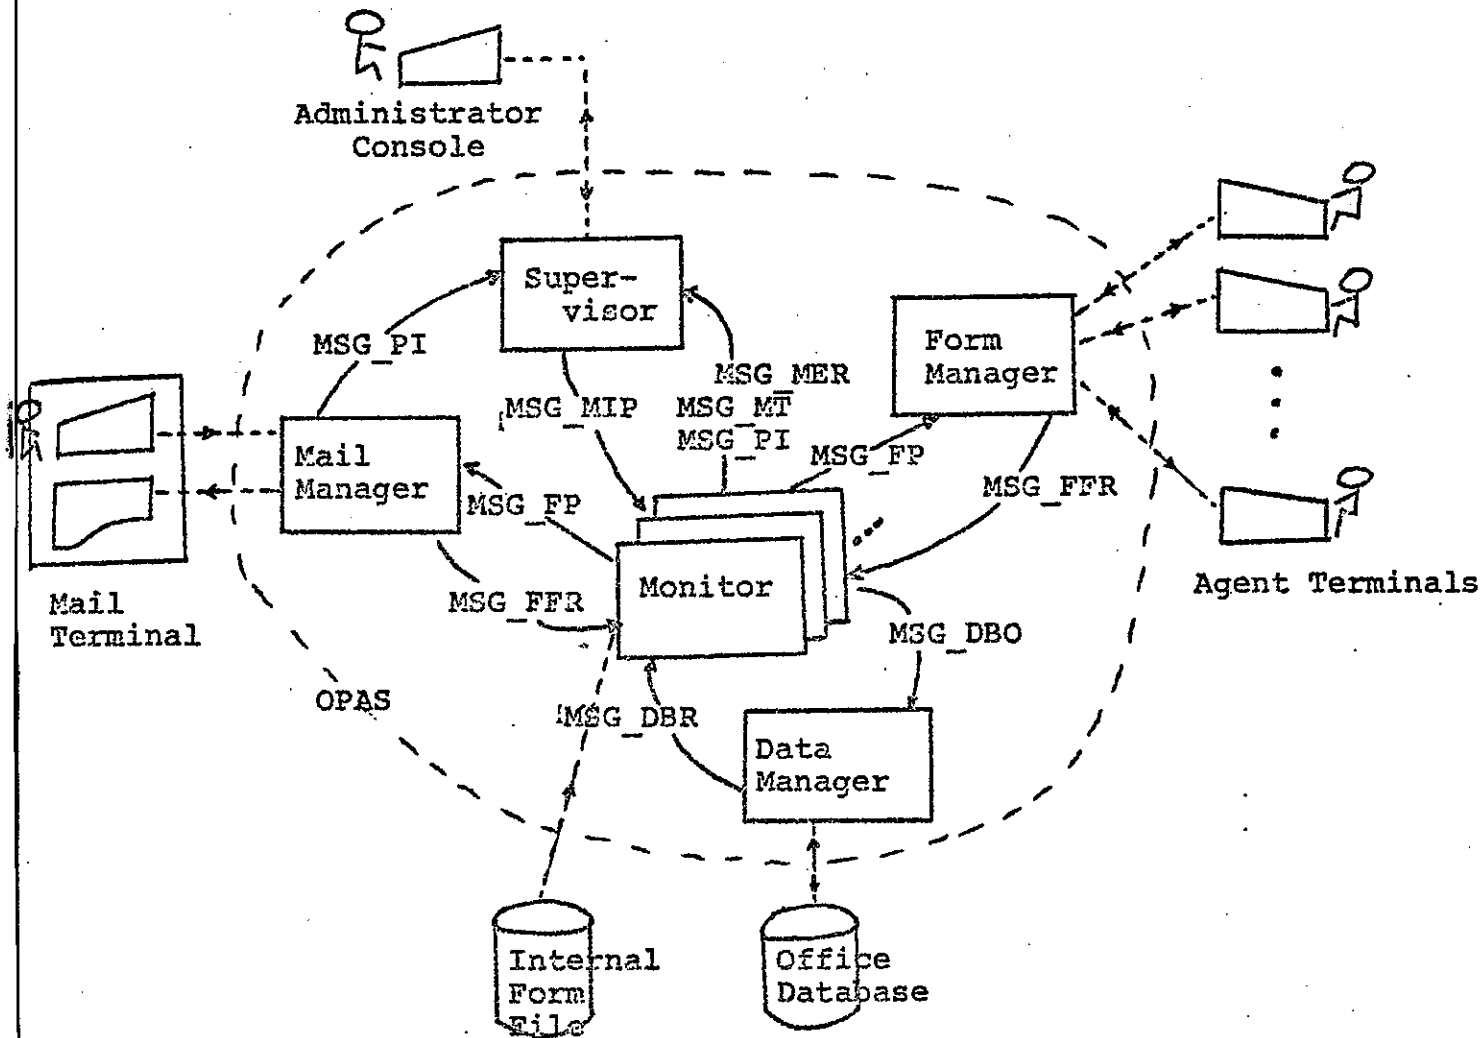 Administrator
Console
Super-
visor
MSG_PI
Form
Manager
MSG_MER
MSG_MIP
MSG_MT
MSG_PI
MSG_FP
Mail
Manager
MSG_FP
MSG_FFR
Monitor
Agent Terminals
Mail
Terminal
MSG_FFR
MSG_DBO
OPAS
MSG_DBR
Data
Manager
Internal
Form
File
Office
Database